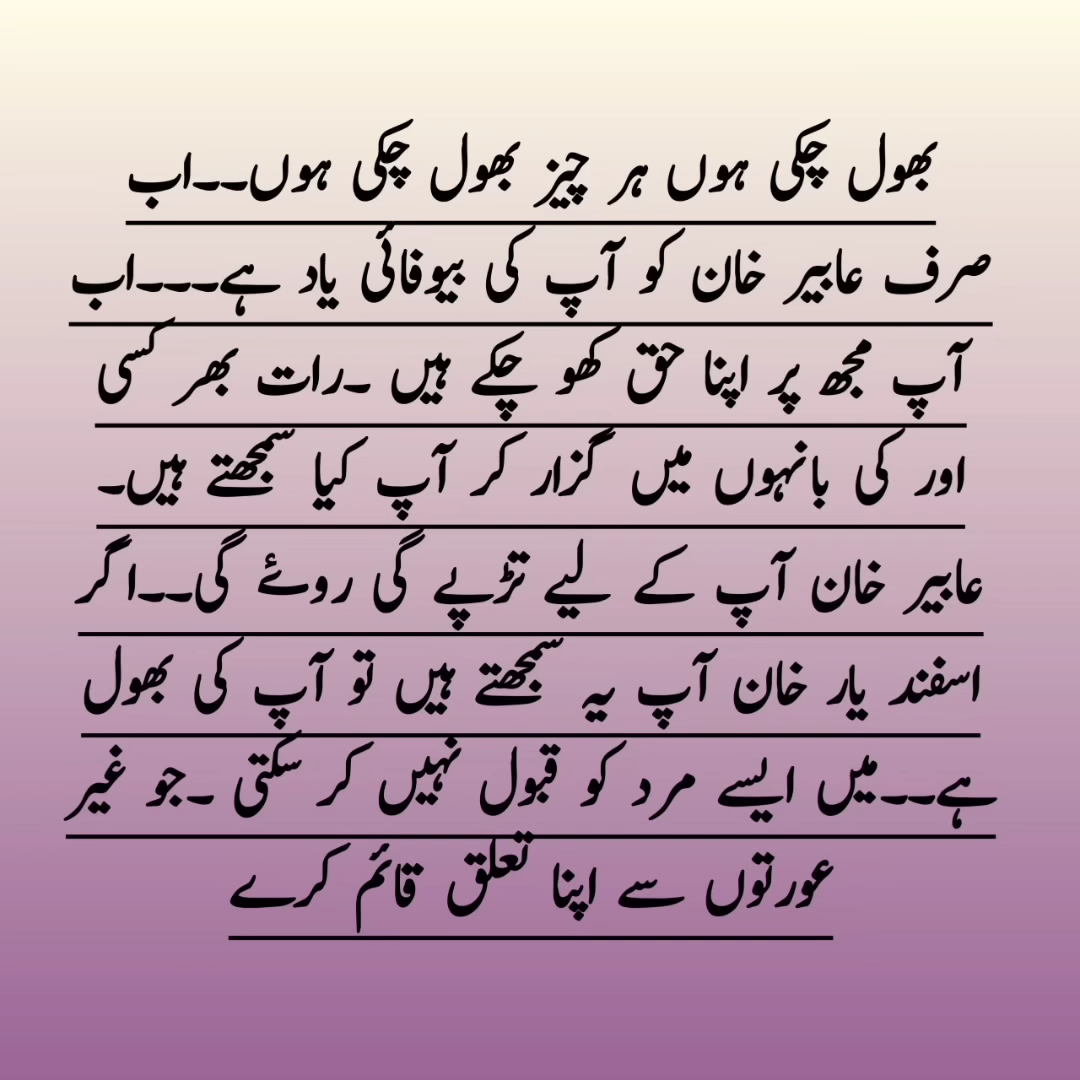 بھول چکی ہوں ہر چیز بھول چکی ہوں۔۔اب
صرف عابیر خان کو آپ کی بیوفائی یاد ہے۔۔۔اب
آپ مجھ پر اپنا حق کھو چکے ہیں ۔رات بھر کسی
اور کی بانہوں میں گزار کر آپ کیا سمجھتے ہیں۔
عابیر خان آپ کے لیے تڑپے گی روئے گی۔۔اگر
اسفند یار خان آپ یہ سمجھتے ہیں تو آپ کی بھول
ہے۔۔میں ایسے مرد کو قبول نہیں کر سکتی ۔جو غیر
عورتوں سے اپنا تعلق قائم کرے